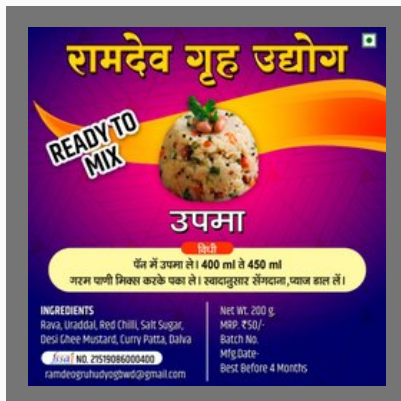 रामदेव गृह उद्योग
READY TO
MIX
उपमा
विधी
पॅन में उपमा ले। 400 ml ते 450 ml
गरम पाणी मिक्स करके पका ले। स्वादानुसार सेंगदाना,प्याज डाल लें।
INGREDIENTS
Rava, Uraddal, Red Chilli, Salt Sugar,
Desi Ghee Mustard, Curry Patta, Dalva
fssai NO. 21519086000400
ramdeogruhudyogbwd@gmail.com
Net Wt. 200 g.
MRP. ₹50/-
Batch No.
Mfg.Date-
Best Before 4 Months